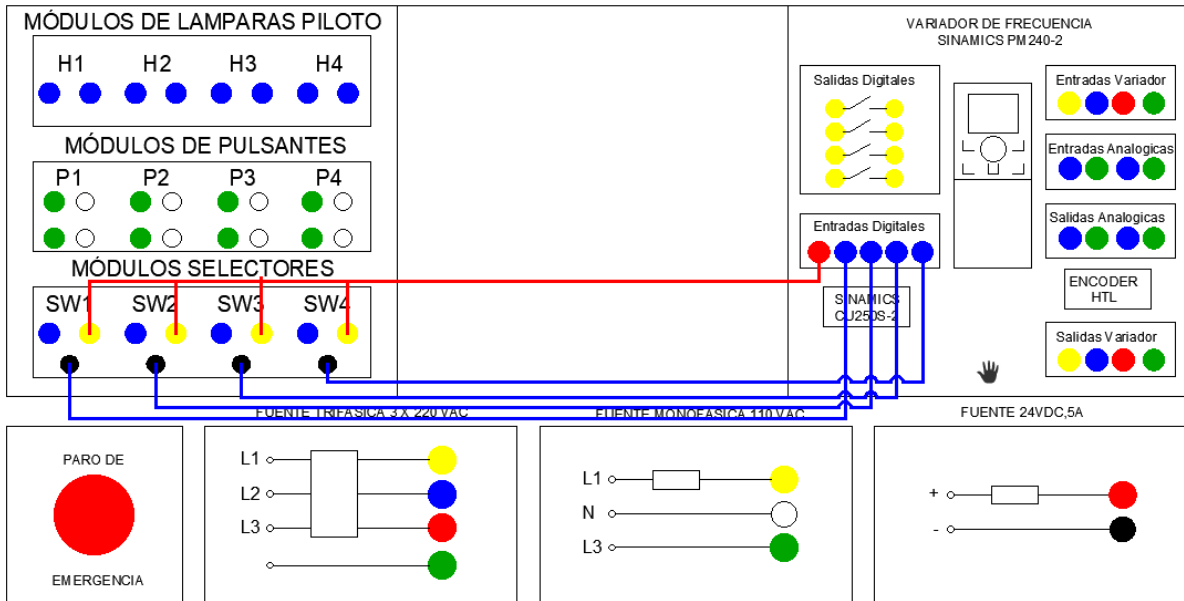 MÓDULOS DE LAMPARAS PILOTO
H1 H2 H3 H4
MÓDULOS DE PULSANTES
P1 P2 P3 P4
MÓDULOS SELECTORES
SW1 SW2 SW3 SW4
VARIADOR DE FRECUENCIA
SINAMICS PM240-2
Salidas Digitales
Entradas Digitales
SINAMICS
CU250S-2
Entradas Variador
Entradas Analogicas
Salidas Analogicas
ENCODER
HTL
Salidas Variador
PARO DE
EMERGENCIA
FUENTE TRIFASICA 3 X 220 VAC
L1
L2
L3
FUENTE MONOFASICA 110 VAC
L1
N
L3
FUENTE 24VDC,5A
+
-